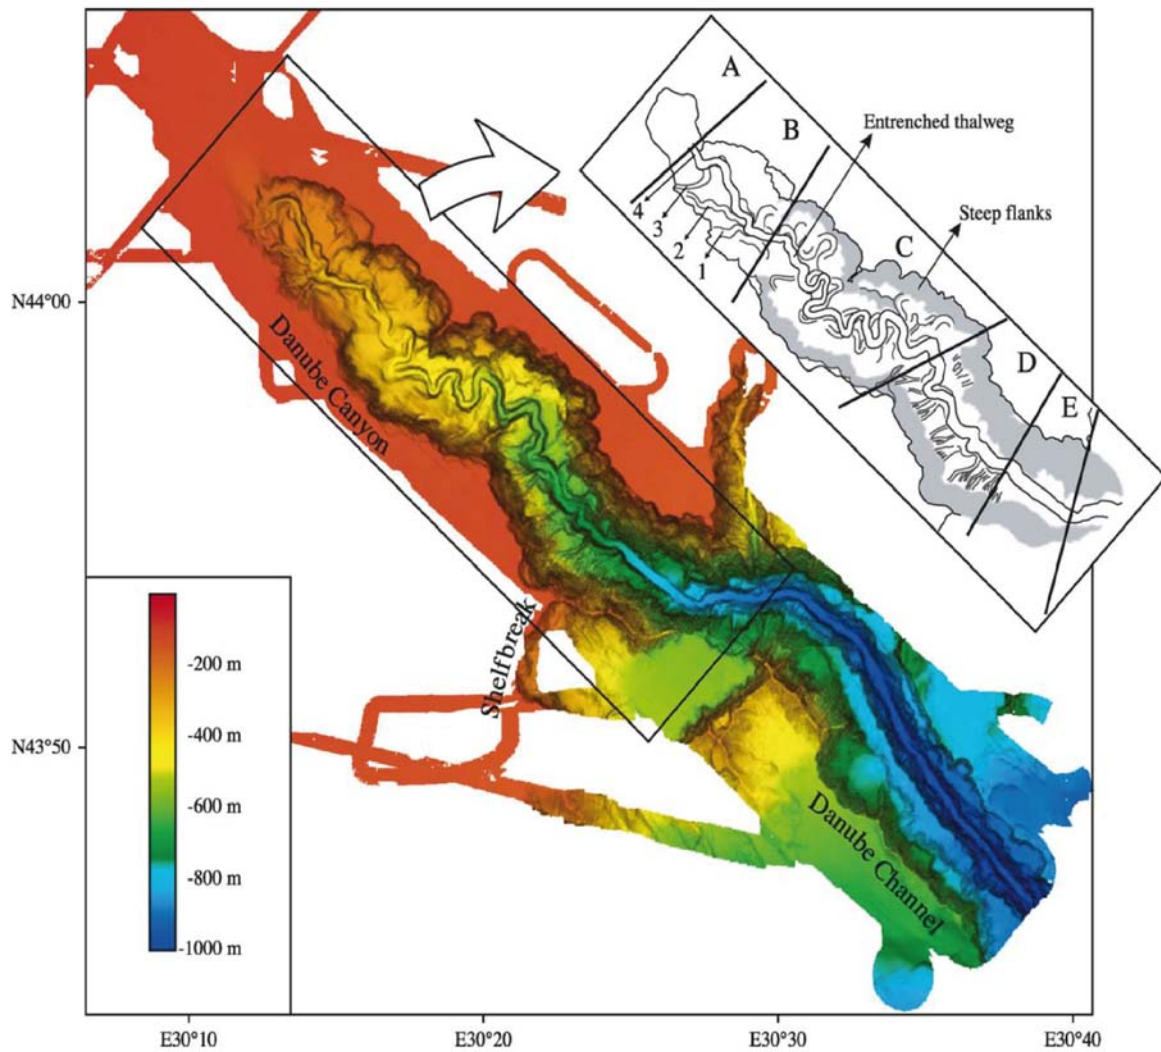 A
B
Entrenched thalweg
Steep flanks
4
3
2
1
C
D
E
N44°00
Danube Canyon
Shelfbreak
-200 m
-400 m
-600 m
-800 m
-1000 m
N43°50
Danube Channel
E30°10
E30°20
E30°30
E30°40